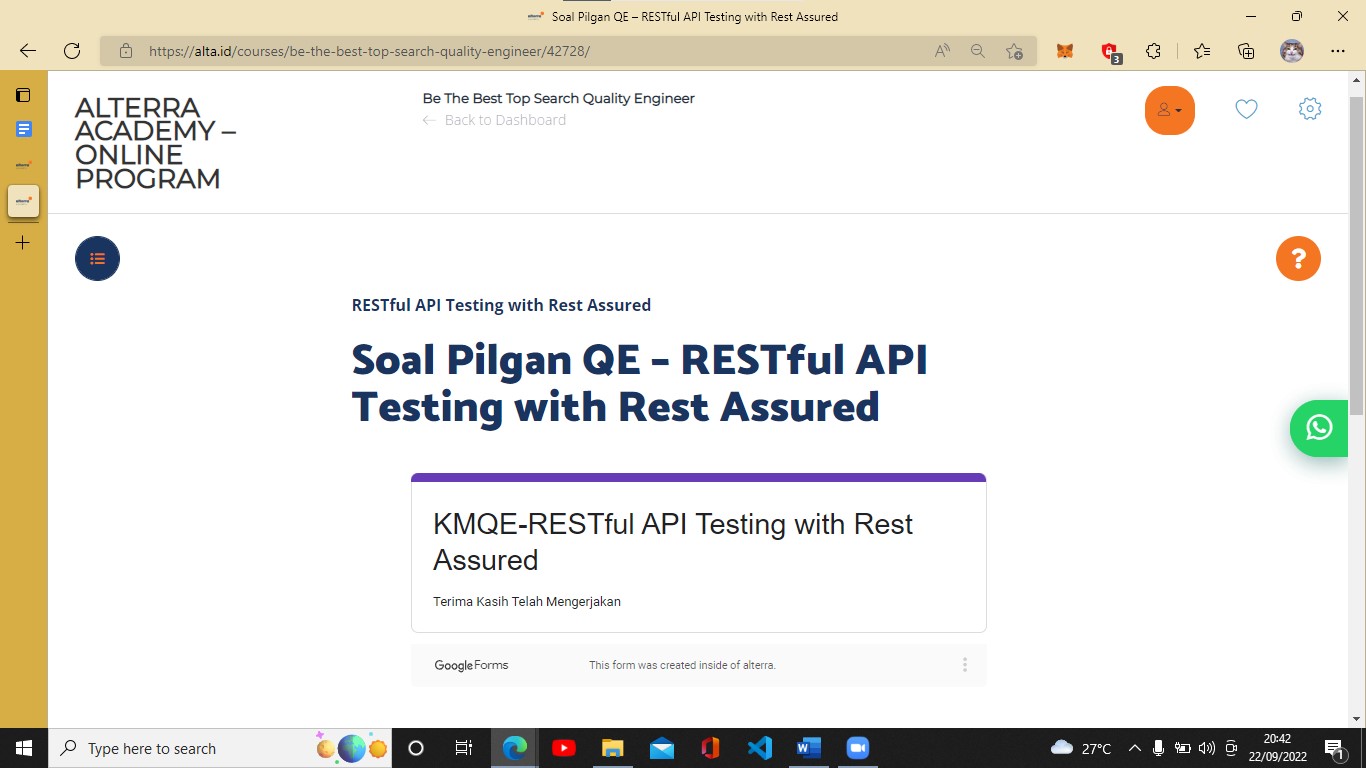 Soal Pilgan QE – RESTful API Testing with Rest Assured
https://alta.id/courses/be-the-best-top-search-quality-engineer/42728/
3
ALTERRA
ACADEMY –
ONLINE
PROGRAM
Be The Best Top Search Quality Engineer
← Back to Dashboard
?
RESTful API Testing with Rest Assured
Soal Pilgan QE – RESTful API
Testing with Rest Assured
KMQE-RESTful API Testing with Rest
Assured
Terima Kasih Telah Mengerjakan
Google Forms
This form was created inside of alterra.
Type here to search
27°C
20:42
22/09/2022
1